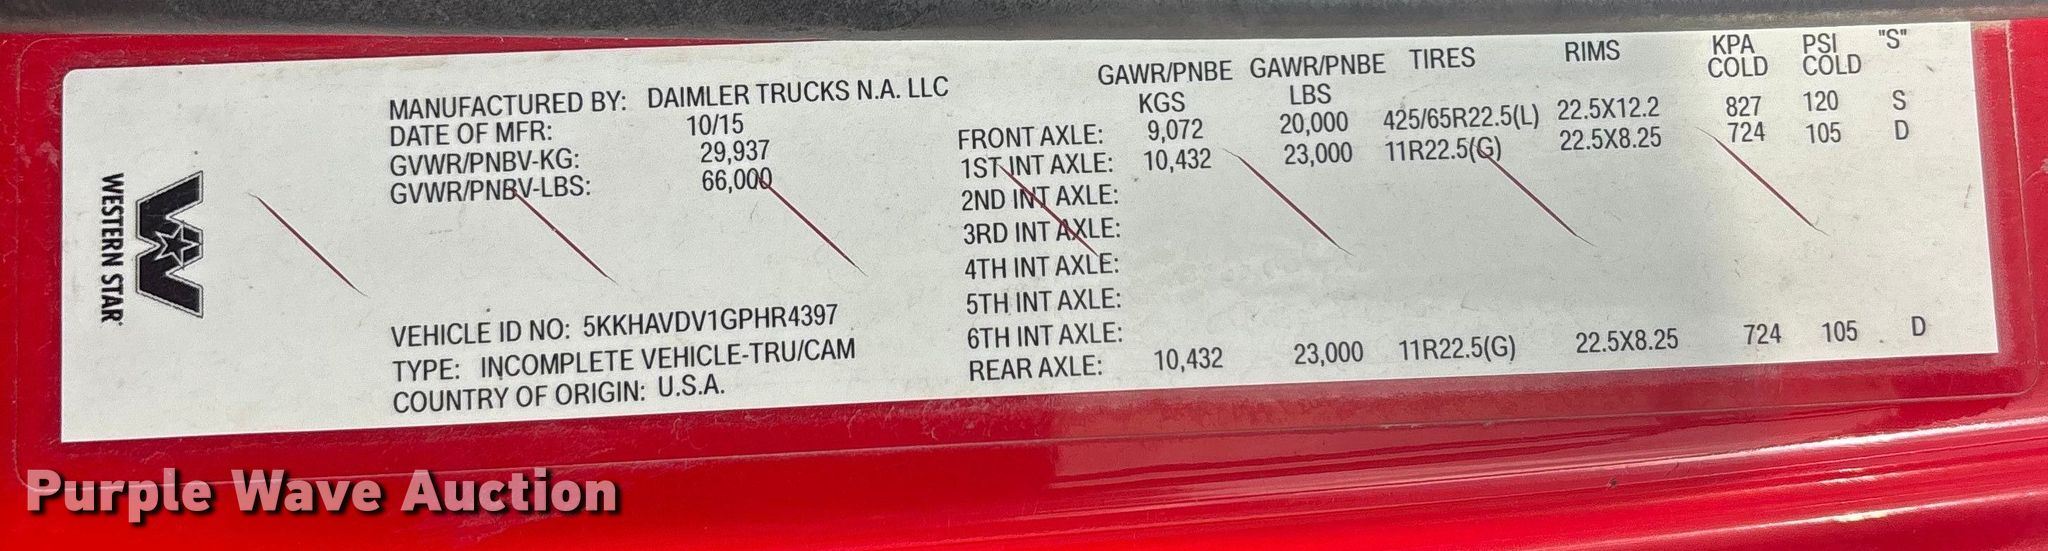 WESTERN STAR
MANUFACTURED BY: DAIMLER TRUCKS N.A. LLC
DATE OF MFR: 10/15
GVWR/PNBV-KG: 29,937
GVWR/PNBV-LBS: 66,000
VEHICLE ID NO: 5KKHAVDV1GPHR4397
TYPE: INCOMPLETE VEHICLE-TRU/CAM
COUNTRY OF ORIGIN: U.S.A.
GAWR/PNBE KGS GAWR/PNBE LBS TIRES RIMS KPA COLD PSI COLD "S"
FRONT AXLE: 9,072 20,000 425/65R22.5(L) 22.5X12.2 827 120 S
1ST INT AXLE: 10,432 23,000 11R22.5(G) 22.5X8.25 724 105 D
2ND INT AXLE:
3RD INT AXLE:
4TH INT AXLE:
5TH INT AXLE:
6TH INT AXLE:
REAR AXLE: 10,432 23,000 11R22.5(G) 22.5X8.25 724 105 D
Purple Wave Auction